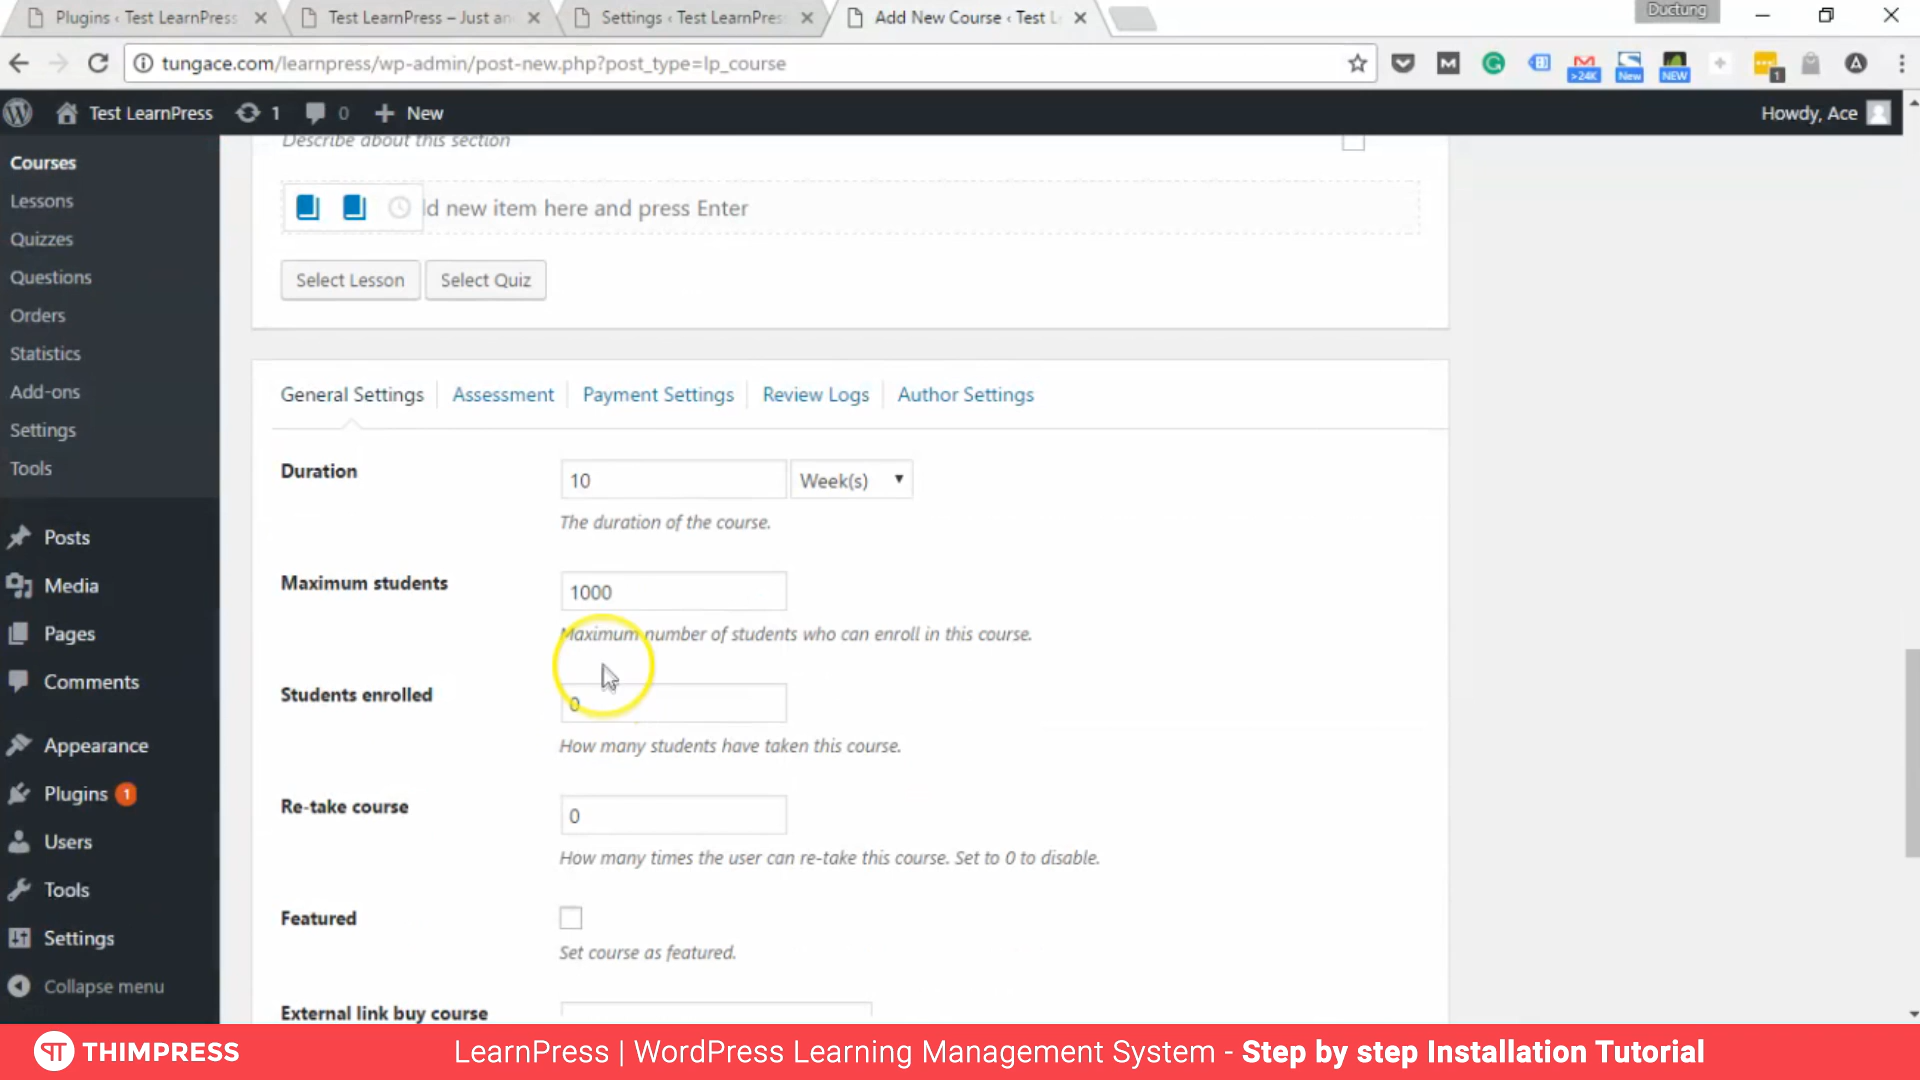 Plugins ‹ Test LearnPress
Test LearnPress – Just an
Settings ‹ Test LearnPres
Add New Course ‹ Test L
Ductung
tungace.com/learnpress/wp-admin/post-new.php?post_type=lp_course
>24K
New
NEW
1
Test LearnPress
1
0
New
Howdy, Ace
Courses
Lessons
Quizzes
Questions
Orders
Statistics
Add-ons
Settings
Tools
Posts
Media
Pages
Comments
Appearance
Plugins 1
Users
Tools
Settings
Collapse menu
Describe about this section
ld new item here and press Enter
Select Lesson
Select Quiz
General Settings
Assessment
Payment Settings
Review Logs
Author Settings
Duration
10
Week(s)
The duration of the course.
Maximum students
1000
Maximum number of students who can enroll in this course.
Students enrolled
0
How many students have taken this course.
Re-take course
0
How many times the user can re-take this course. Set to 0 to disable.
Featured
Set course as featured.
External link buy course
THIMPRESS
LearnPress | WordPress Learning Management System - Step by step Installation Tutorial